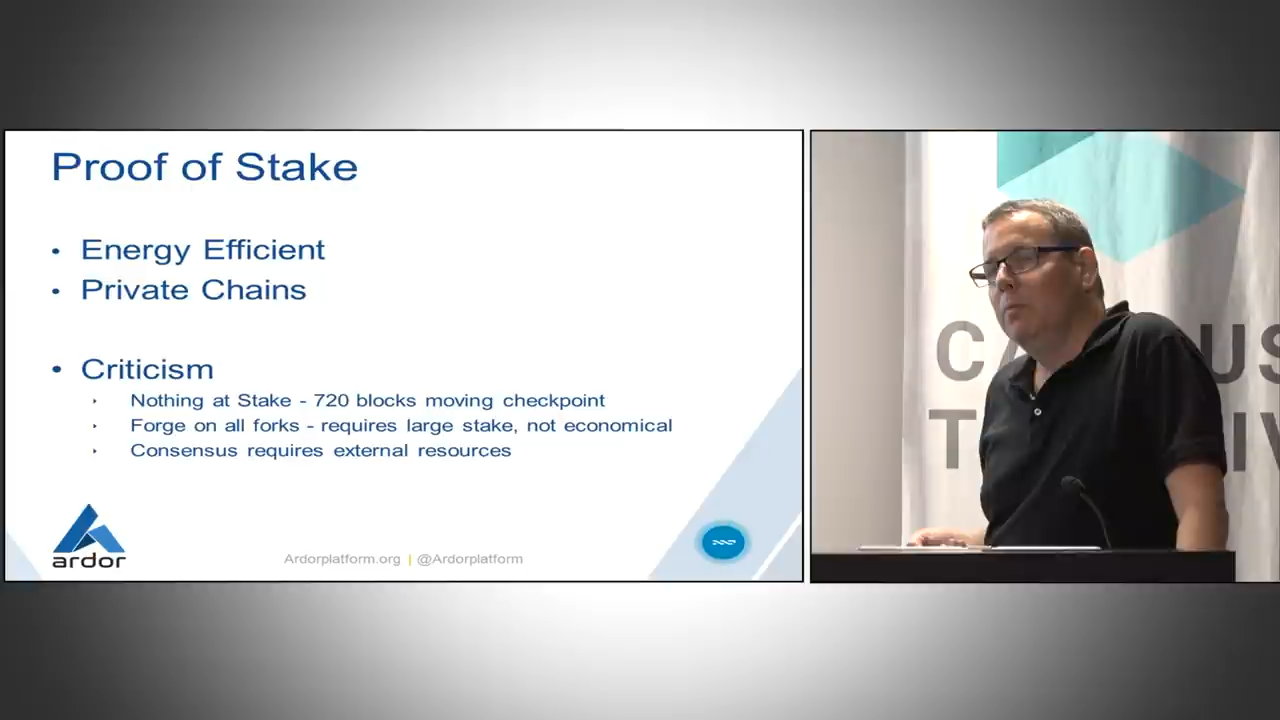 Proof of Stake
• Energy Efficient
• Private Chains
• Criticism
Nothing at Stake - 720 blocks moving checkpoint
Forge on all forks - requires large stake, not economical
Consensus requires external resources
ardor
Ardorplatform.org | @Ardorplatform